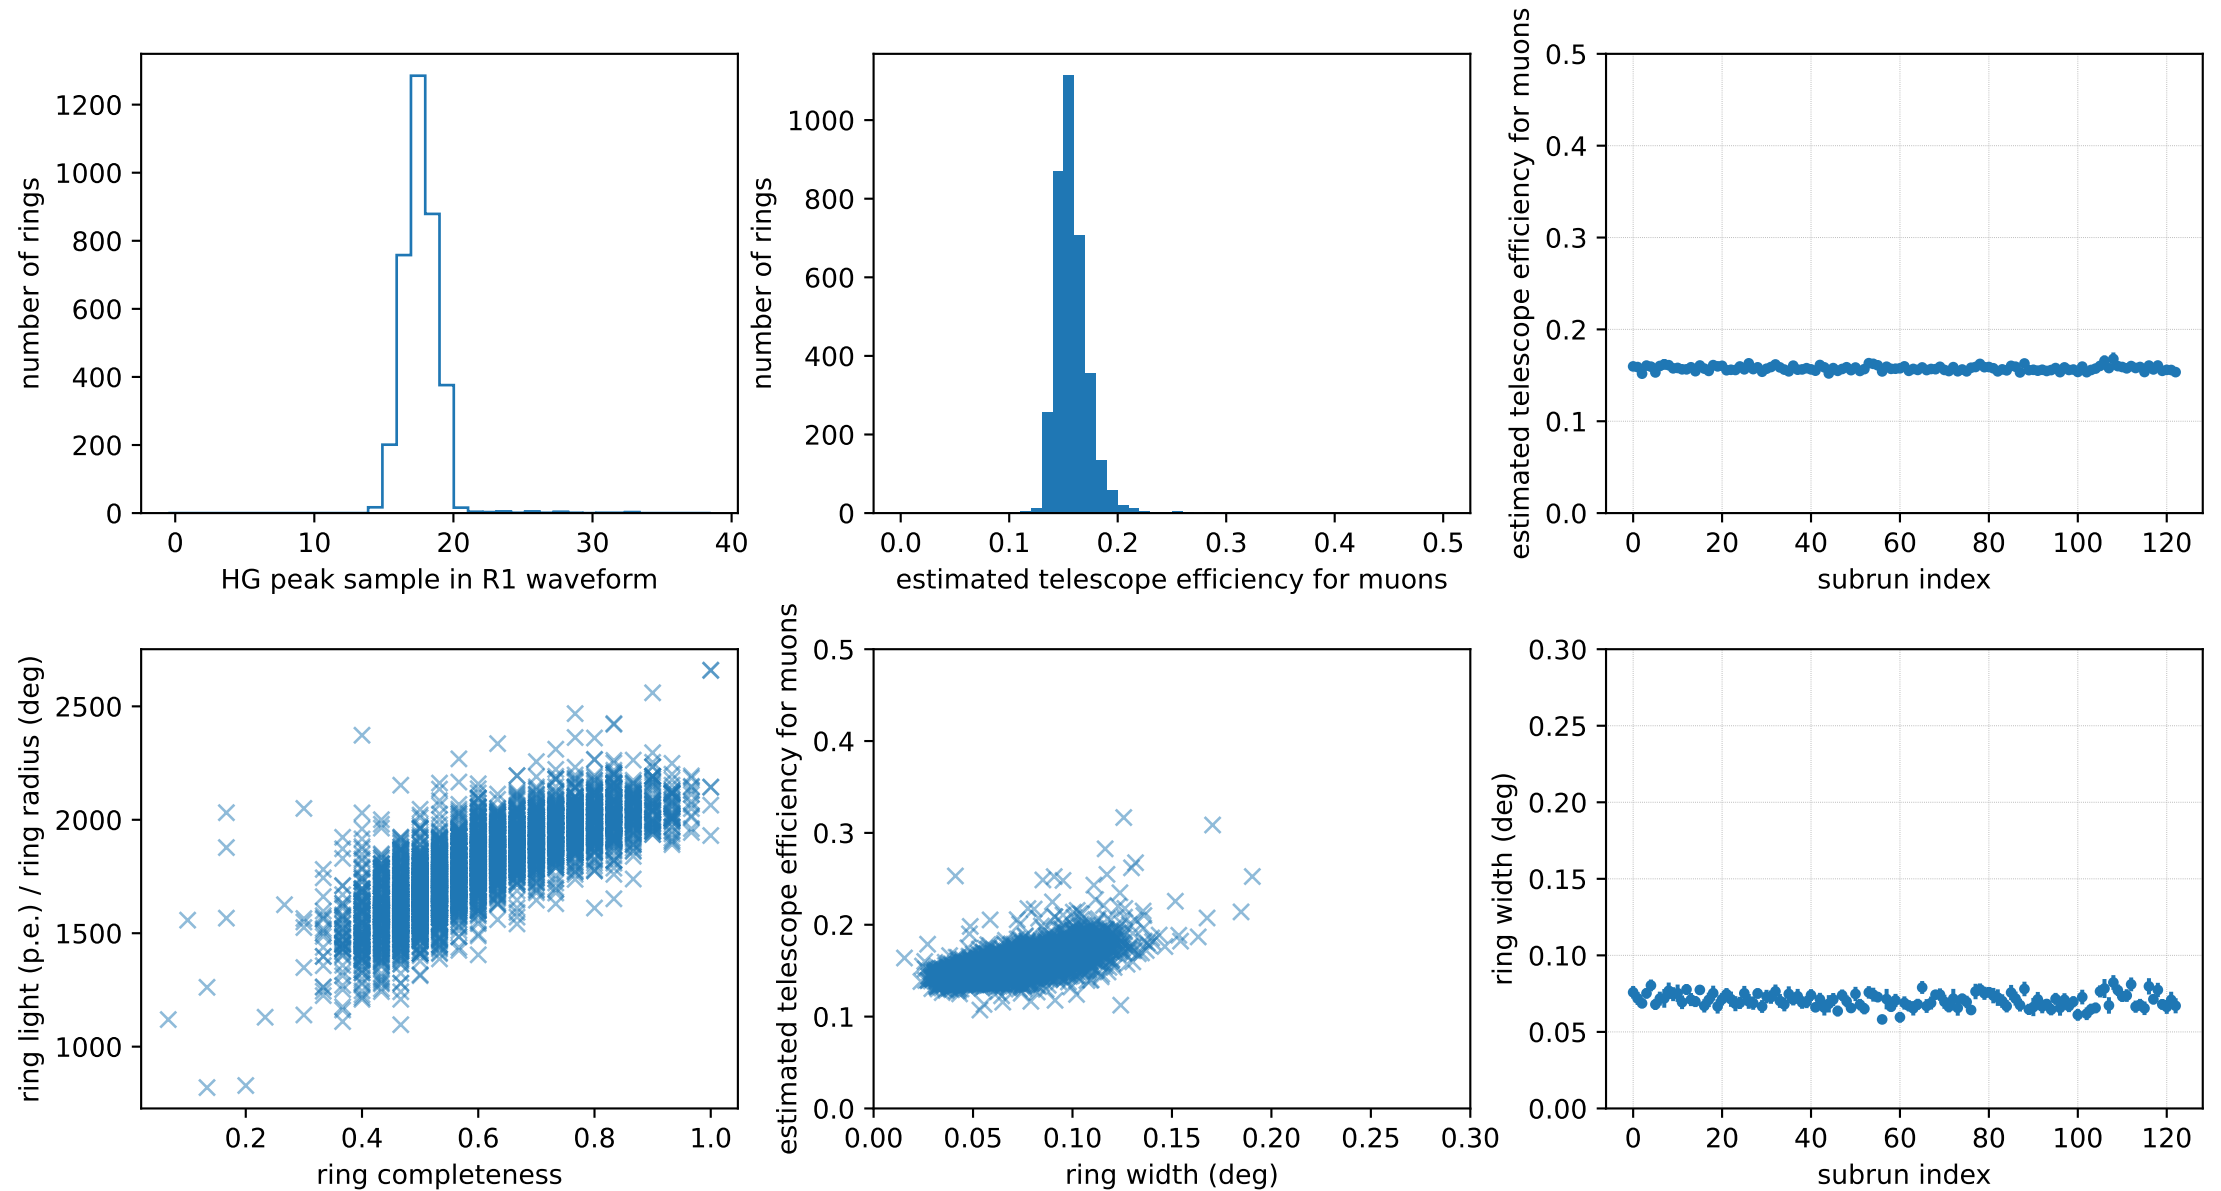 number of rings
1200
1000
800
600
400
200
0
0 10 20 30 40
HG peak sample in R1 waveform
number of rings
1000
800
600
400
200
0
0.0 0.1 0.2 0.3 0.4 0.5
estimated telescope efficiency for muons
estimated telescope efficiency for muons
0.5
0.4
0.3
0.2
0.1
0.0
0 20 40 60 80 100 120
subrun index
ring light (p.e.) / ring radius (deg)
2500
2000
1500
1000
0.2 0.4 0.6 0.8 1.0
ring completeness
estimated telescope efficiency for muons
0.5
0.4
0.3
0.2
0.1
0.0
0.00 0.05 0.10 0.15 0.20 0.25 0.30
ring width (deg)
ring width (deg)
0.30
0.25
0.20
0.15
0.10
0.05
0.00
0 20 40 60 80 100 120
subrun index